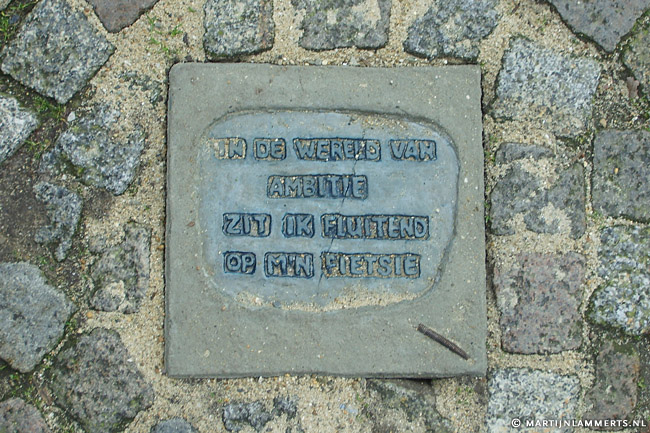 IN DE WERELD VAN
AMBITIE
ZIT IK FLUITEND
OP M'N FIETSIE
© MARTIJNLAMMERTS.NL